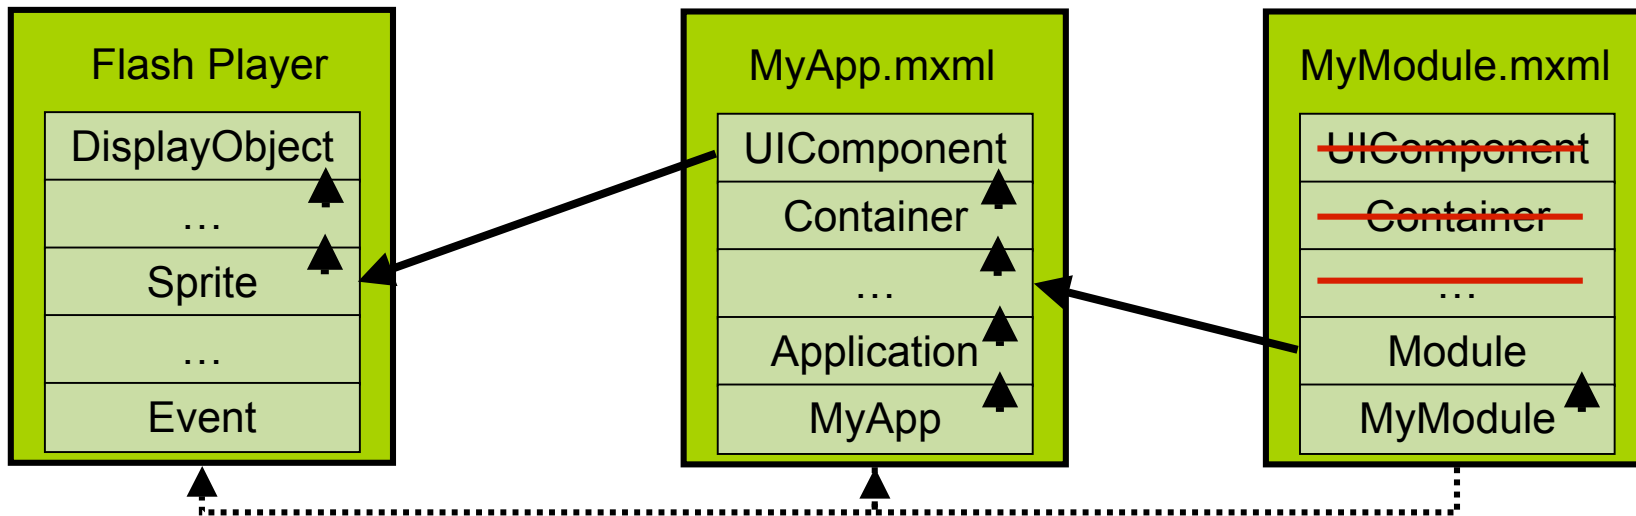 Flash Player
DisplayObject
...
Sprite
...
Event
MyApp.mxml
UIComponent
Container
...
Application
MyApp
MyModule.mxml
UIComponent
Container
...
Module
MyModule